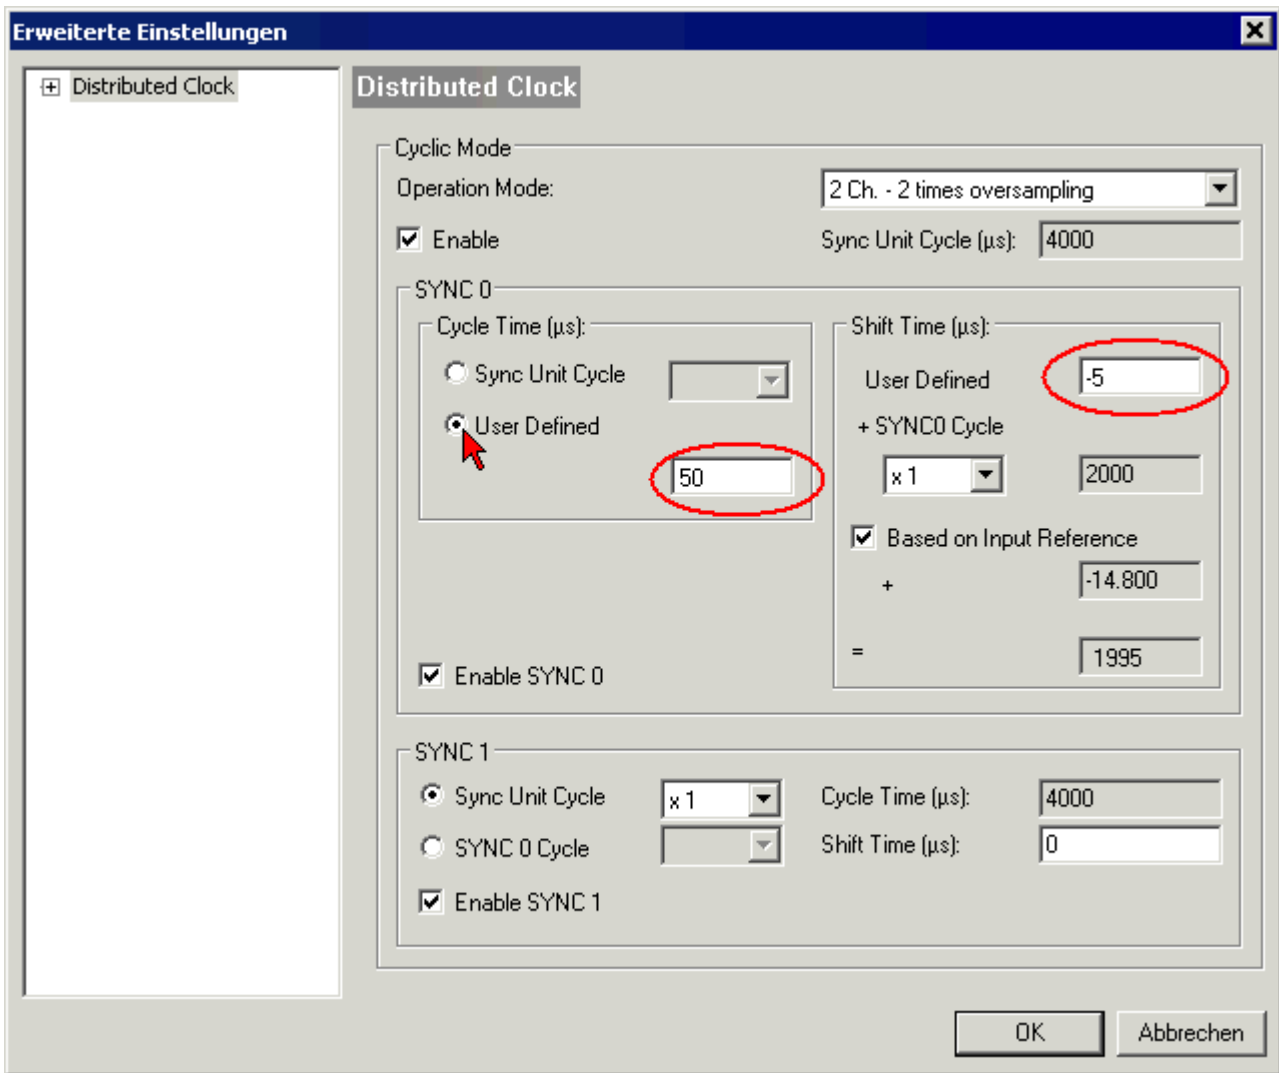 Erweiterte Einstellungen
Distributed Clock
Distributed Clock
Cyclic Mode
Operation Mode:
2 Ch. - 2 times oversampling
Enable
Sync Unit Cycle (µs):
4000
SYNC 0
Cycle Time (µs):
Sync Unit Cycle
User Defined
50
Shift Time (µs):
User Defined
-5
+ SYNC0 Cycle
x 1
2000
Based on Input Reference
+
-14.800
=
1995
Enable SYNC 0
SYNC 1
Sync Unit Cycle
x 1
Cycle Time (µs):
4000
SYNC 0 Cycle
Shift Time (µs):
0
Enable SYNC 1
OK
Abbrechen